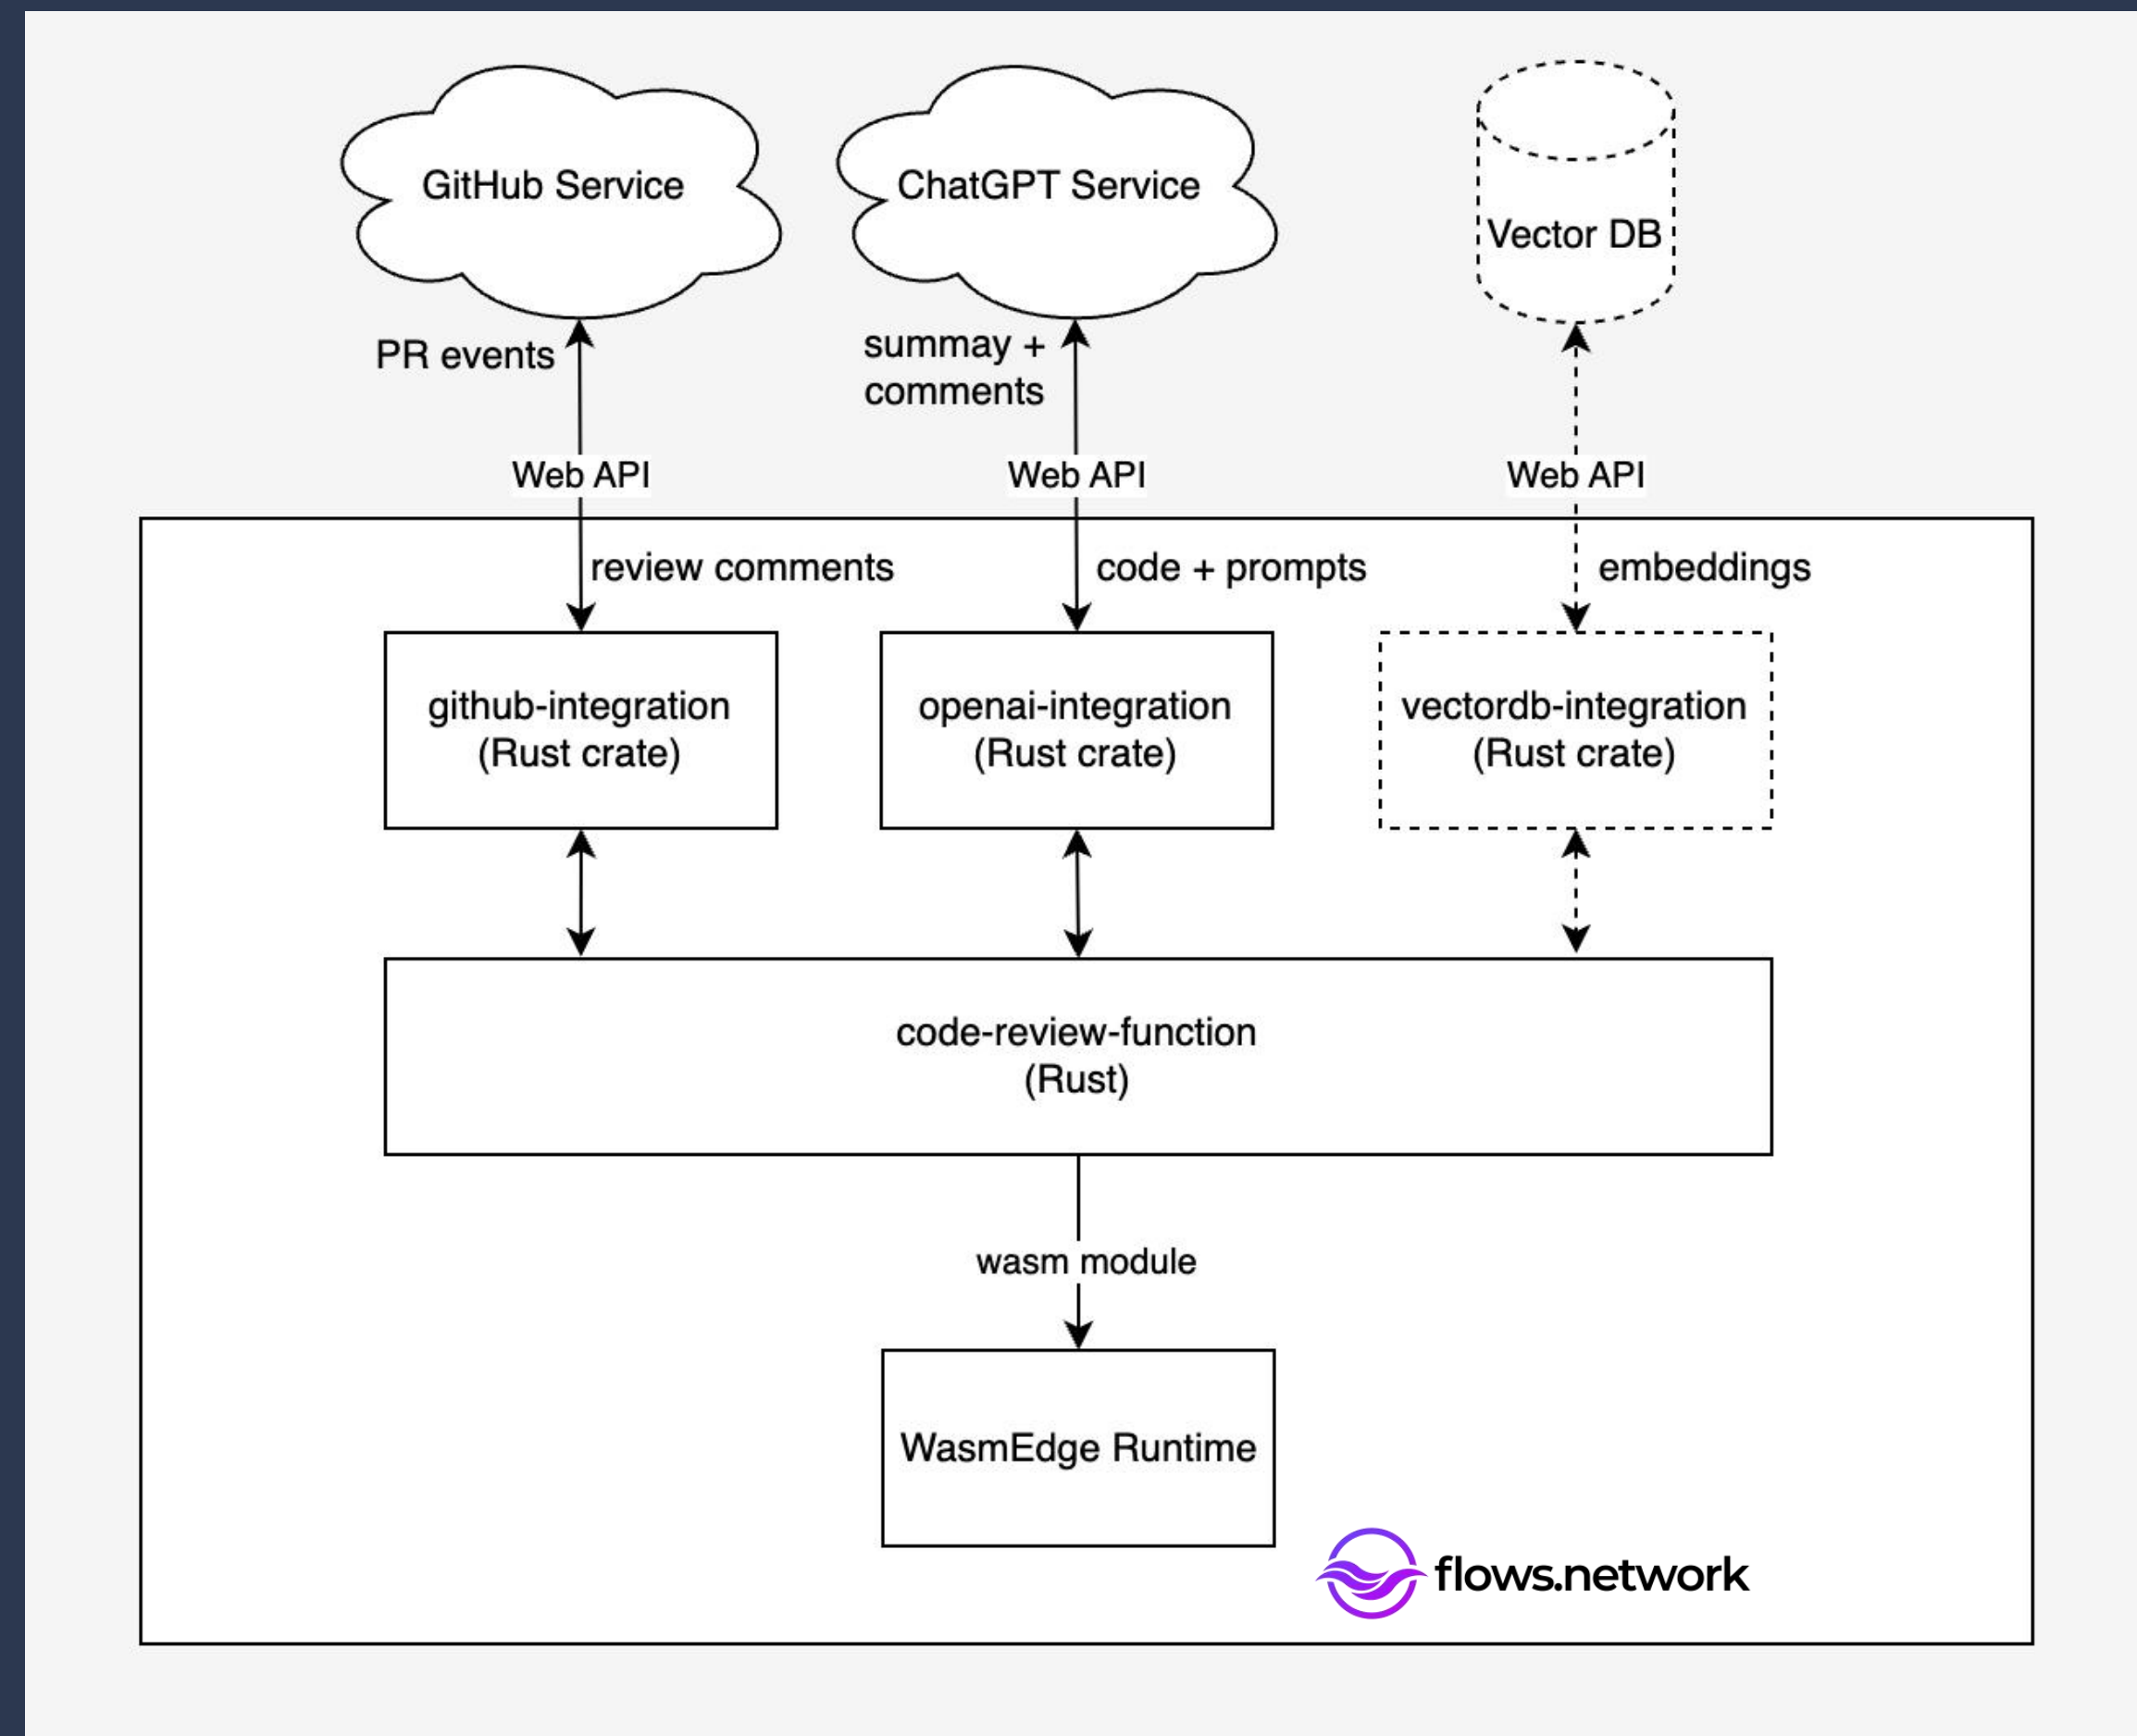 GitHub Service
ChatGPT Service
Vector DB
PR events
summay +
comments
Web API
Web API
Web API
review comments
code + prompts
embeddings
github-integration
(Rust crate)
openai-integration
(Rust crate)
vectordb-integration
(Rust crate)
code-review-function
(Rust)
wasm module
WasmEdge Runtime
flows.network